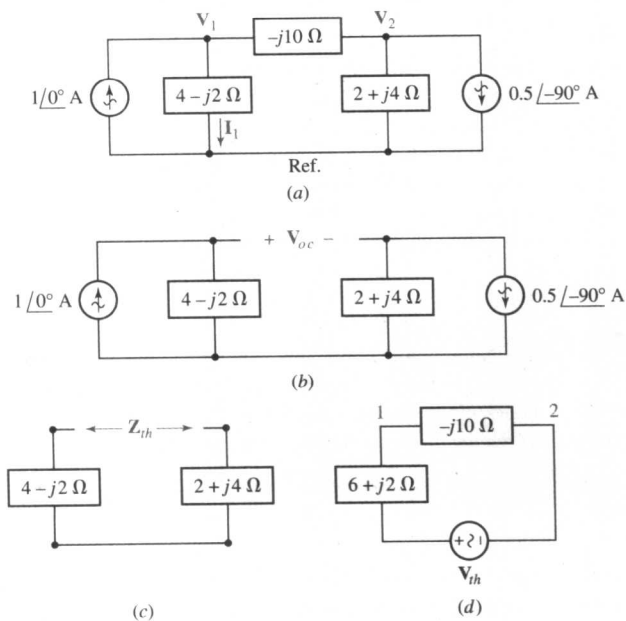 V₁ V₂
–j10 Ω
1/0° A 4 – j2 Ω 2 + j4 Ω 0.5/–90° A
I₁
Ref.
(a)
+ Vₒ꜀ –
1/0° A 4 – j2 Ω 2 + j4 Ω 0.5/–90° A
(b)
Zₜₕ
4 – j2 Ω 2 + j4 Ω
(c)
1 2
–j10 Ω
6 + j2 Ω
+ –
Vₜₕ
(d)